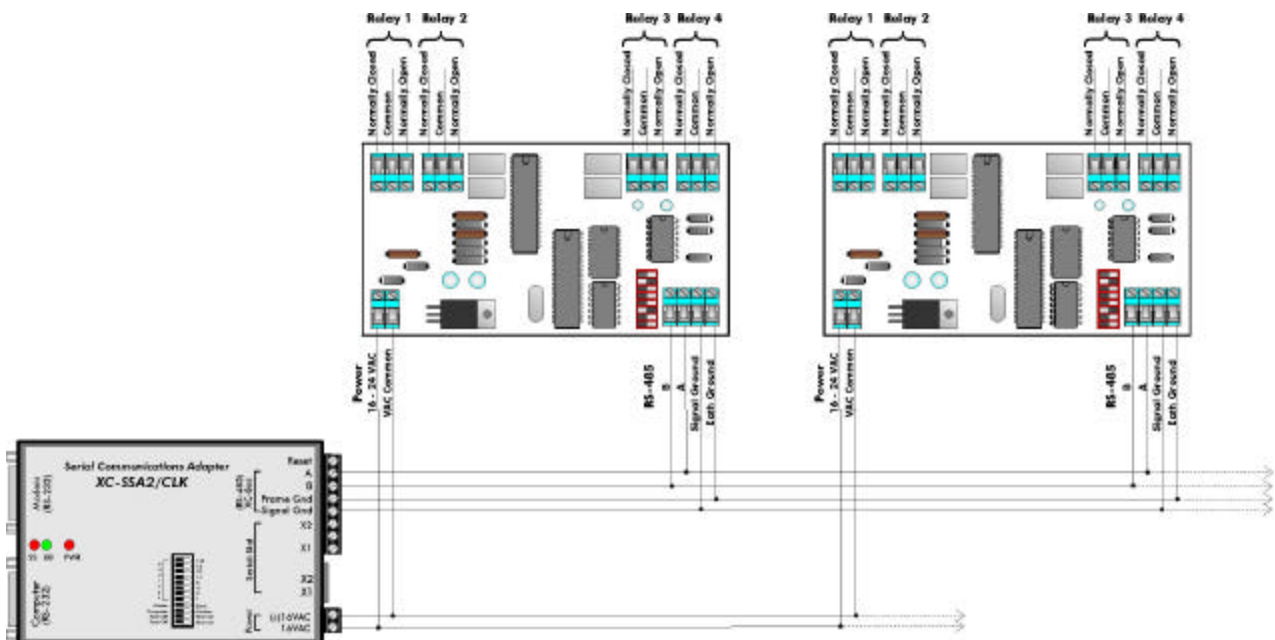 Relay 1 Relay 2 Relay 3 Relay 4 Relay 1 Relay 2 Relay 3 Relay 4
Normally Closed
Common
Normally Open
Normally Closed
Common
Normally Open
Normally Closed
Common
Normally Open
Normally Closed
Common
Normally Open
Normally Closed
Common
Normally Open
Normally Closed
Common
Normally Open
Normally Closed
Common
Normally Open
Normally Closed
Common
Normally Open
Power
16 - 24 VAC
VAC Common
RS-485
B
A
Signal Ground
Eath Ground
Power
16 - 24 VAC
VAC Common
RS-485
B
A
Signal Ground
Eath Ground
Serial Communications Adapter
XC-SSA2/CLK
Modem
(RS-232)
Computer
(RS-232)
PWR
Reset
A
B
Frame Gnd
Signal Gnd
(RS-485)
X2
X1
X2
X1
Power
16VAC